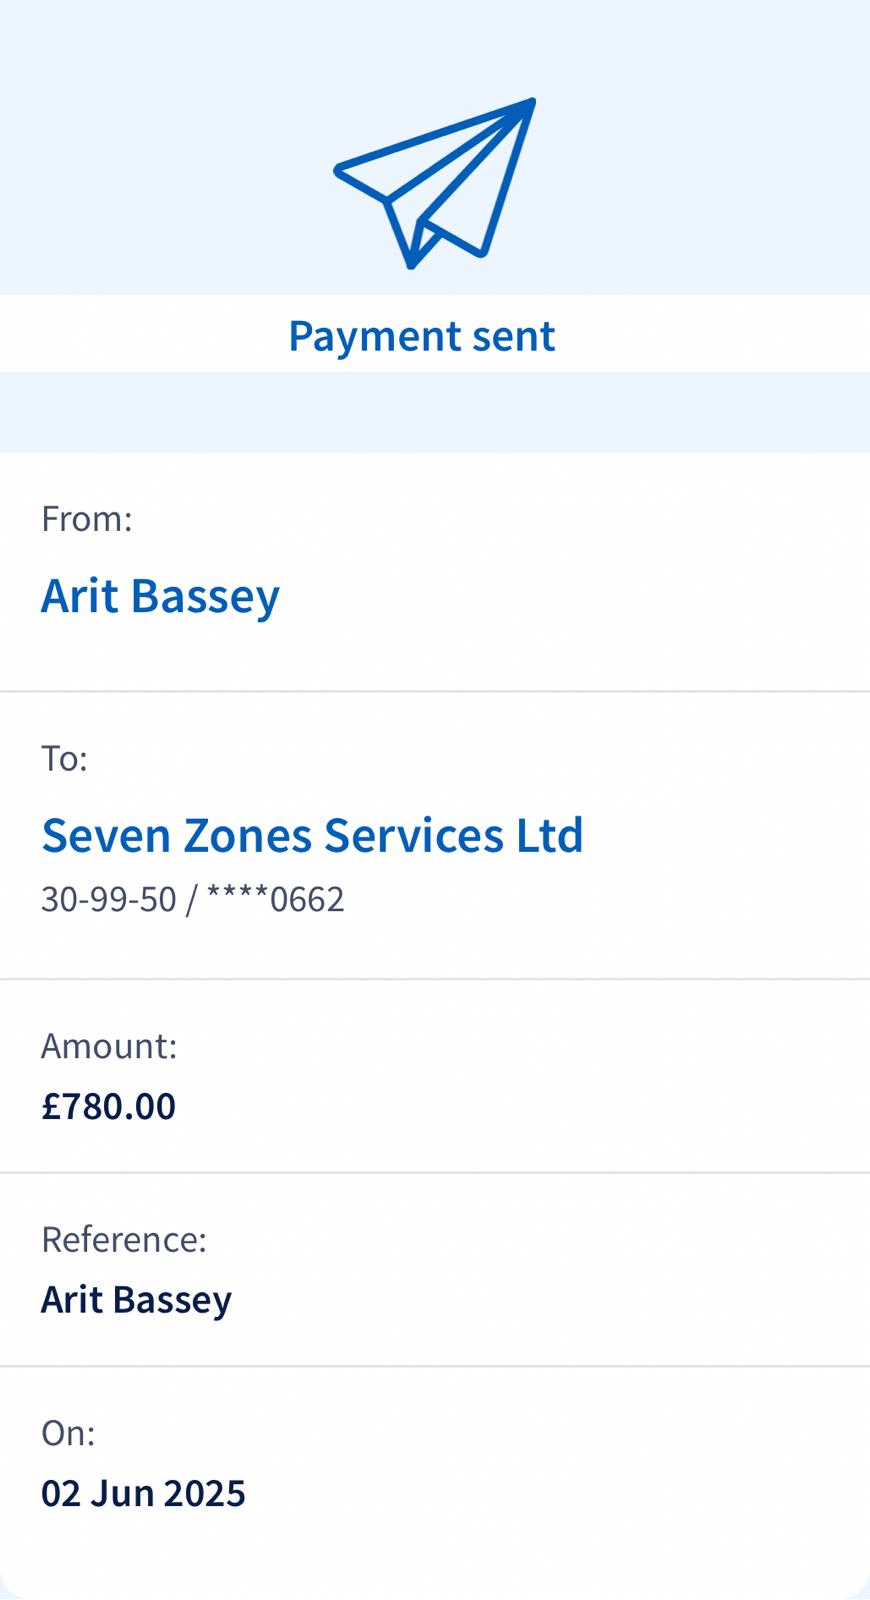 Payment sent
From:
Arit Bassey
To:
Seven Zones Services Ltd
30-99-50 / ****0662
Amount:
£780.00
Reference:
Arit Bassey
On:
02 Jun 2025